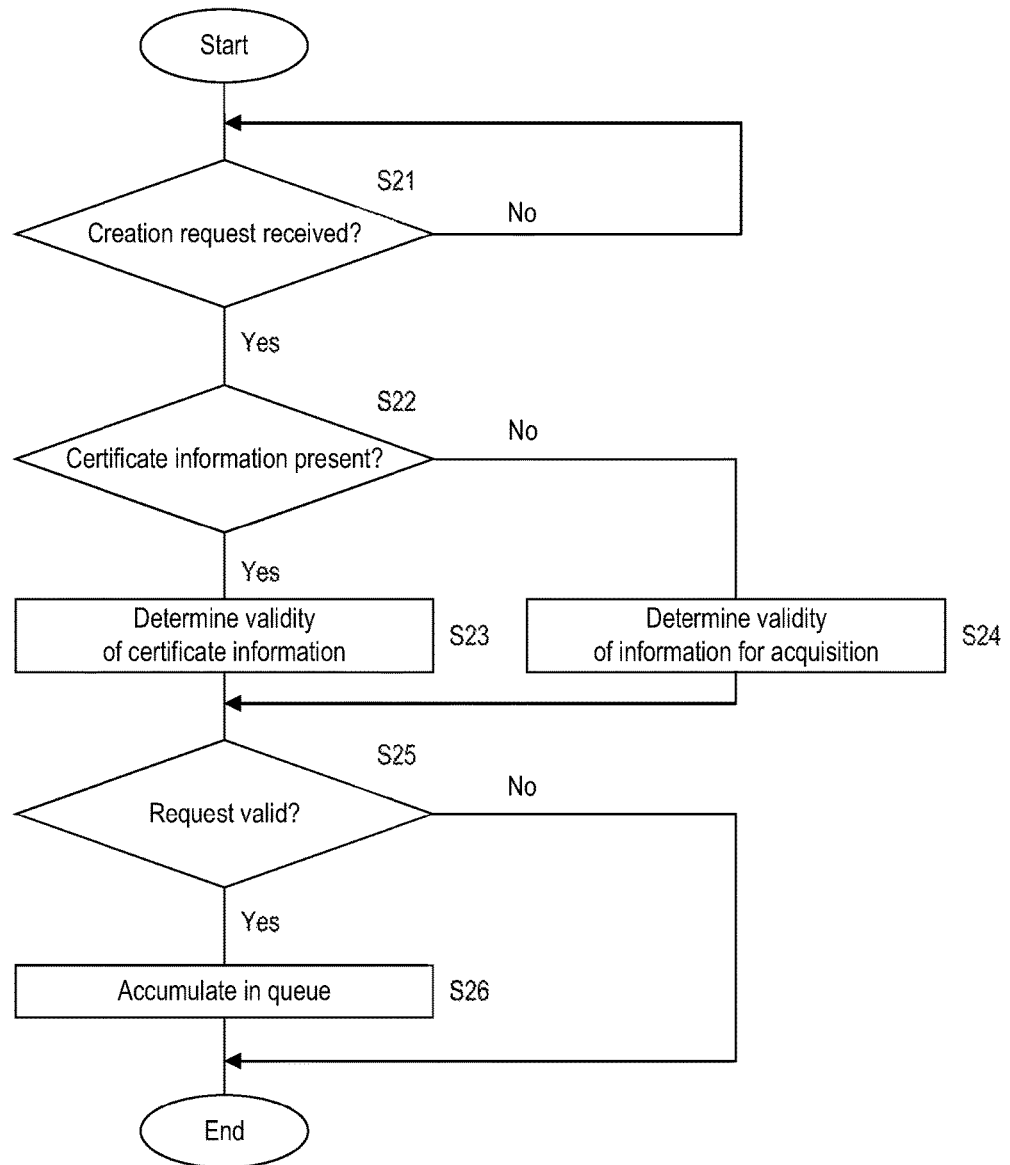 Start
S21
Creation request received?
No
Yes
S22
Certificate information present?
No
Yes
Determine validity
of certificate information
S23
Determine validity
of information for acquisition
S24
S25
Request valid?
No
Yes
Accumulate in queue
S26
End